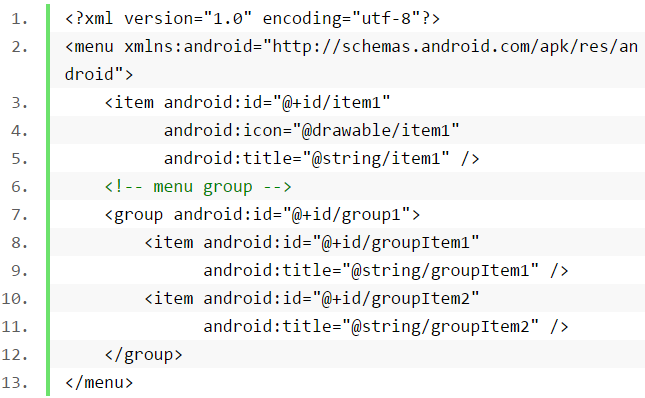 1. <?xml version="1.0" encoding="utf-8"?>
2. <menu xmlns:android="http://schemas.android.com/apk/res/an
droid">
3.     <item android:id="@+id/item1"
4.           android:icon="@drawable/item1"
5.           android:title="@string/item1" />
6.     <!-- menu group -->
7.     <group android:id="@+id/group1">
8.         <item android:id="@+id/groupItem1"
9.               android:title="@string/groupItem1" />
10.         <item android:id="@+id/groupItem2"
11.               android:title="@string/groupItem2" />
12.     </group>
13. </menu>